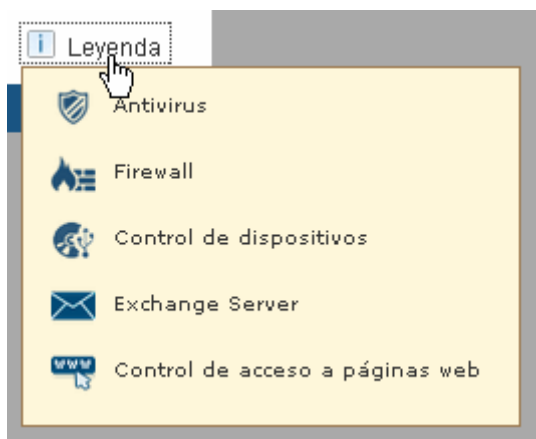 Leyenda
Antivirus
Firewall
Control de dispositivos
Exchange Server
Control de acceso a páginas web